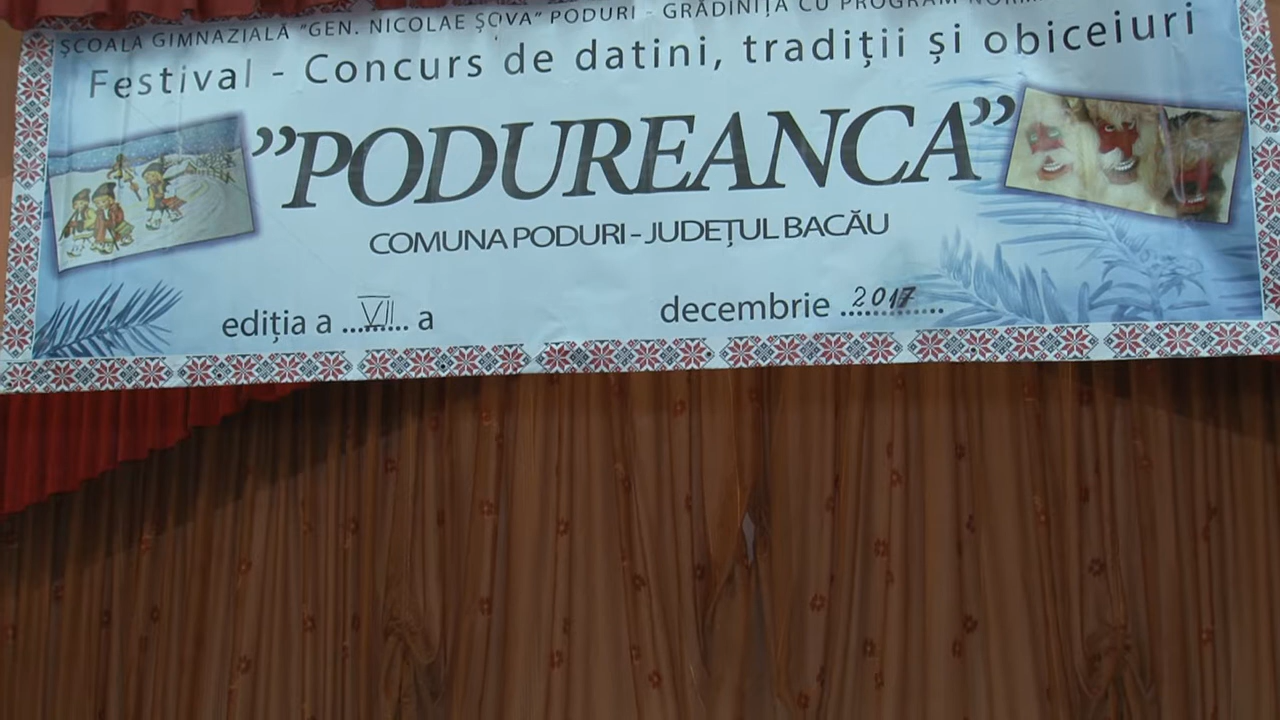 ȘCOALA GIMNAZIALĂ "GEN. NICOLAE ȘOVA" PODURI - GRĂDINIȚA CU PROGRAM
Festival - Concurs de datini, tradiții și obiceiuri
”PODUREANCA”
COMUNA PODURI - JUDEȚUL BACĂU
ediția a ...VII... a
decembrie ...2017...